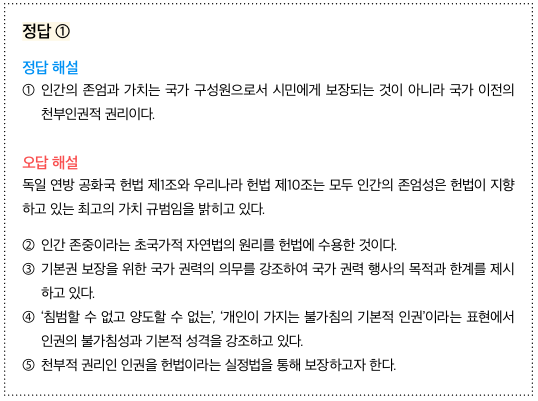 정답 ①
정답 해설
① 인간의 존엄과 가치는 국가 구성원으로서 시민에게 보장되는 것이 아니라 국가 이전의
천부인권적 권리이다.
오답 해설
독일 연방 공화국 헌법 제1조와 우리나라 헌법 제10조는 모두 인간의 존엄성은 헌법이 지향
하고 있는 최고의 가치 규범임을 밝히고 있다.
② 인간 존중이라는 초국가적 자연법의 원리를 헌법에 수용한 것이다.
③ 기본권 보장을 위한 국가 권력의 의무를 강조하여 국가 권력 행사의 목적과 한계를 제시
하고 있다.
④ ‘침범할 수 없고 양도할 수 없는’, ‘개인이 가지는 불가침의 기본적 인권’이라는 표현에서
인권의 불가침성과 기본적 성격을 강조하고 있다.
⑤ 천부적 권리인 인권을 헌법이라는 실정법을 통해 보장하고자 한다.